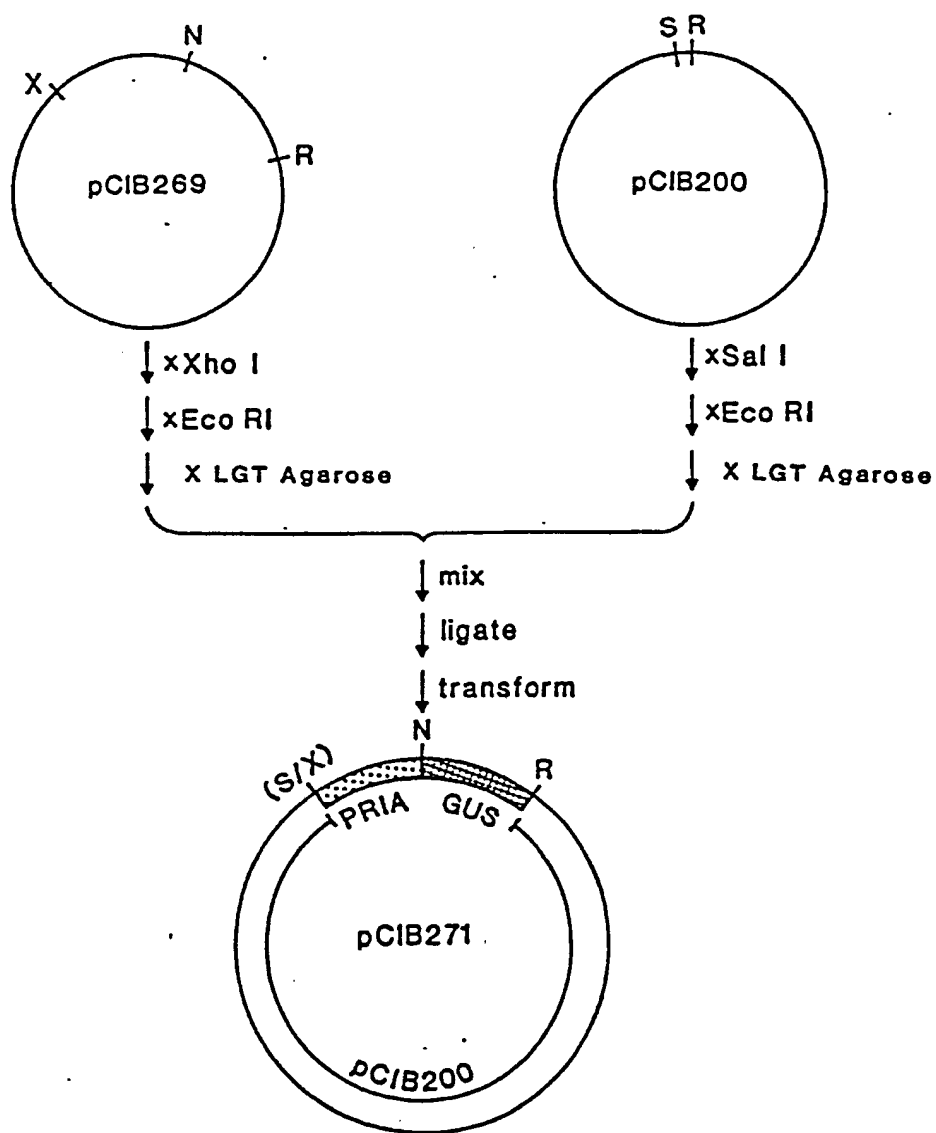 X
N
R
pCIB269
S R
pCIB200
xXho I
xEco RI
X LGT Agarose
xSal I
xEco RI
X LGT Agarose
mix
ligate
transform
(S/X)
N
R
PRIA
GUS
pCIB271
pCIB200